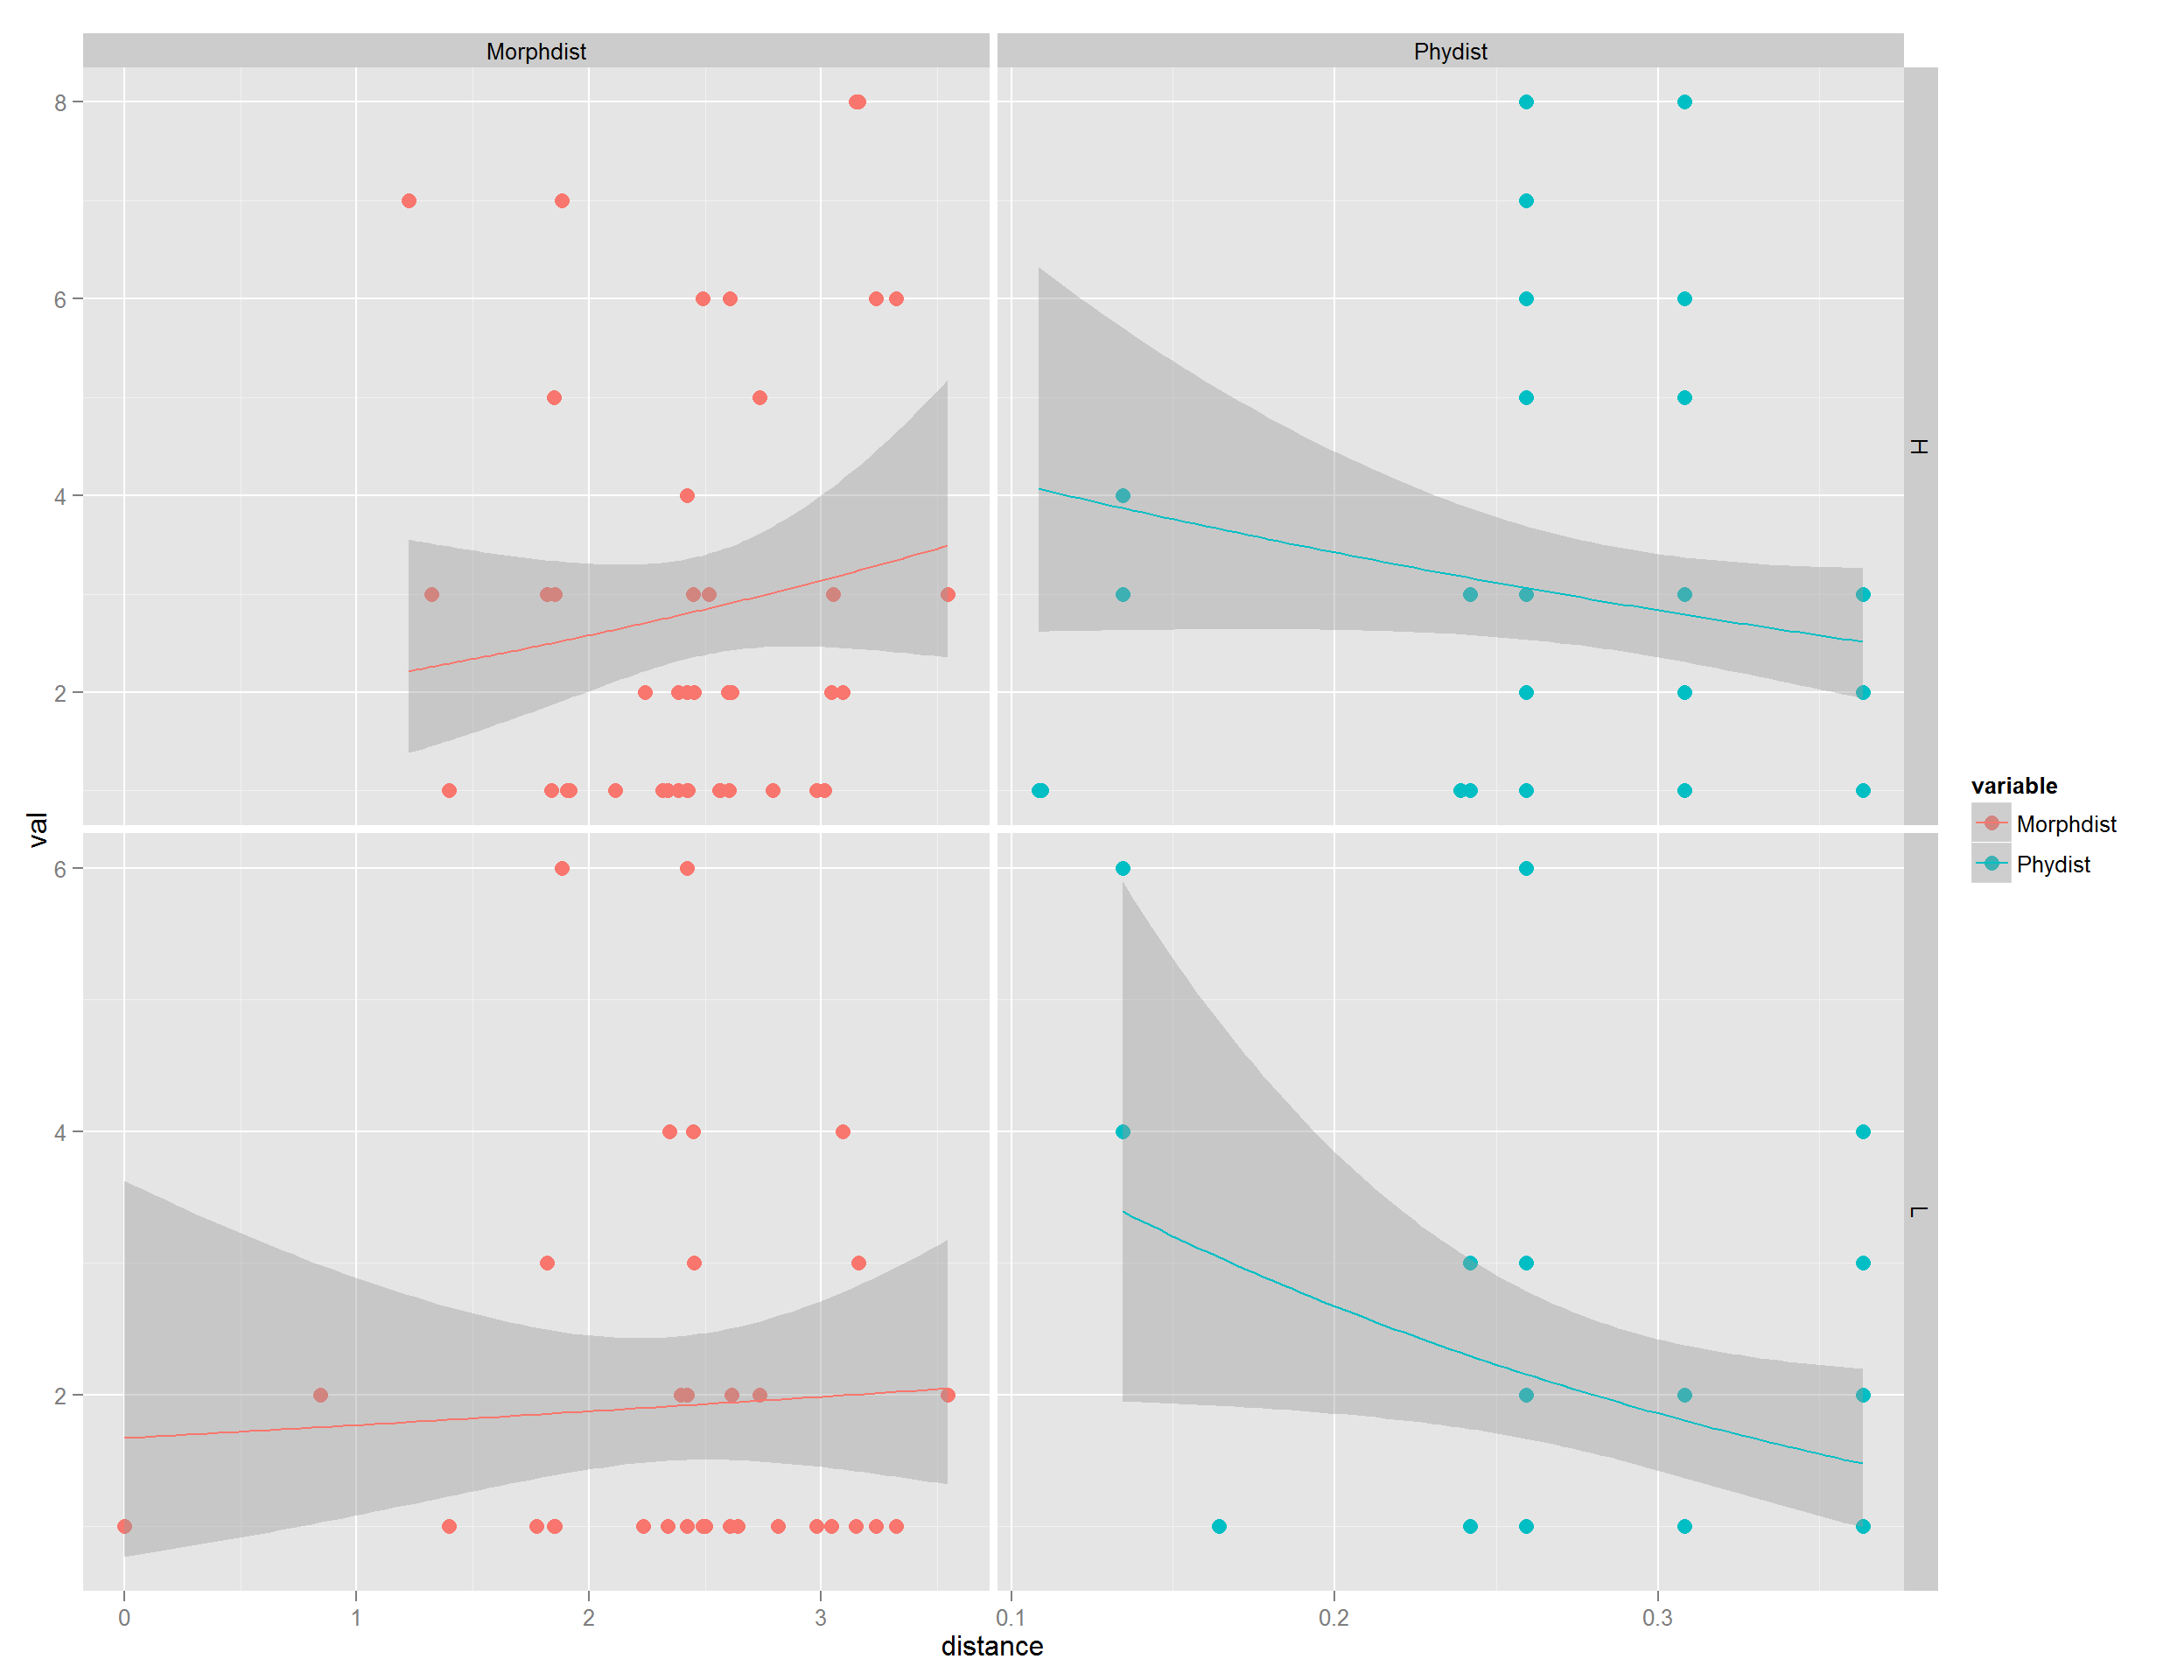 Morphdist Phydist
8
6
4
2
H
val
6
4
2
L
0 1 2 3 0.1 0.2 0.3
distance
variable
Morphdist
Phydist